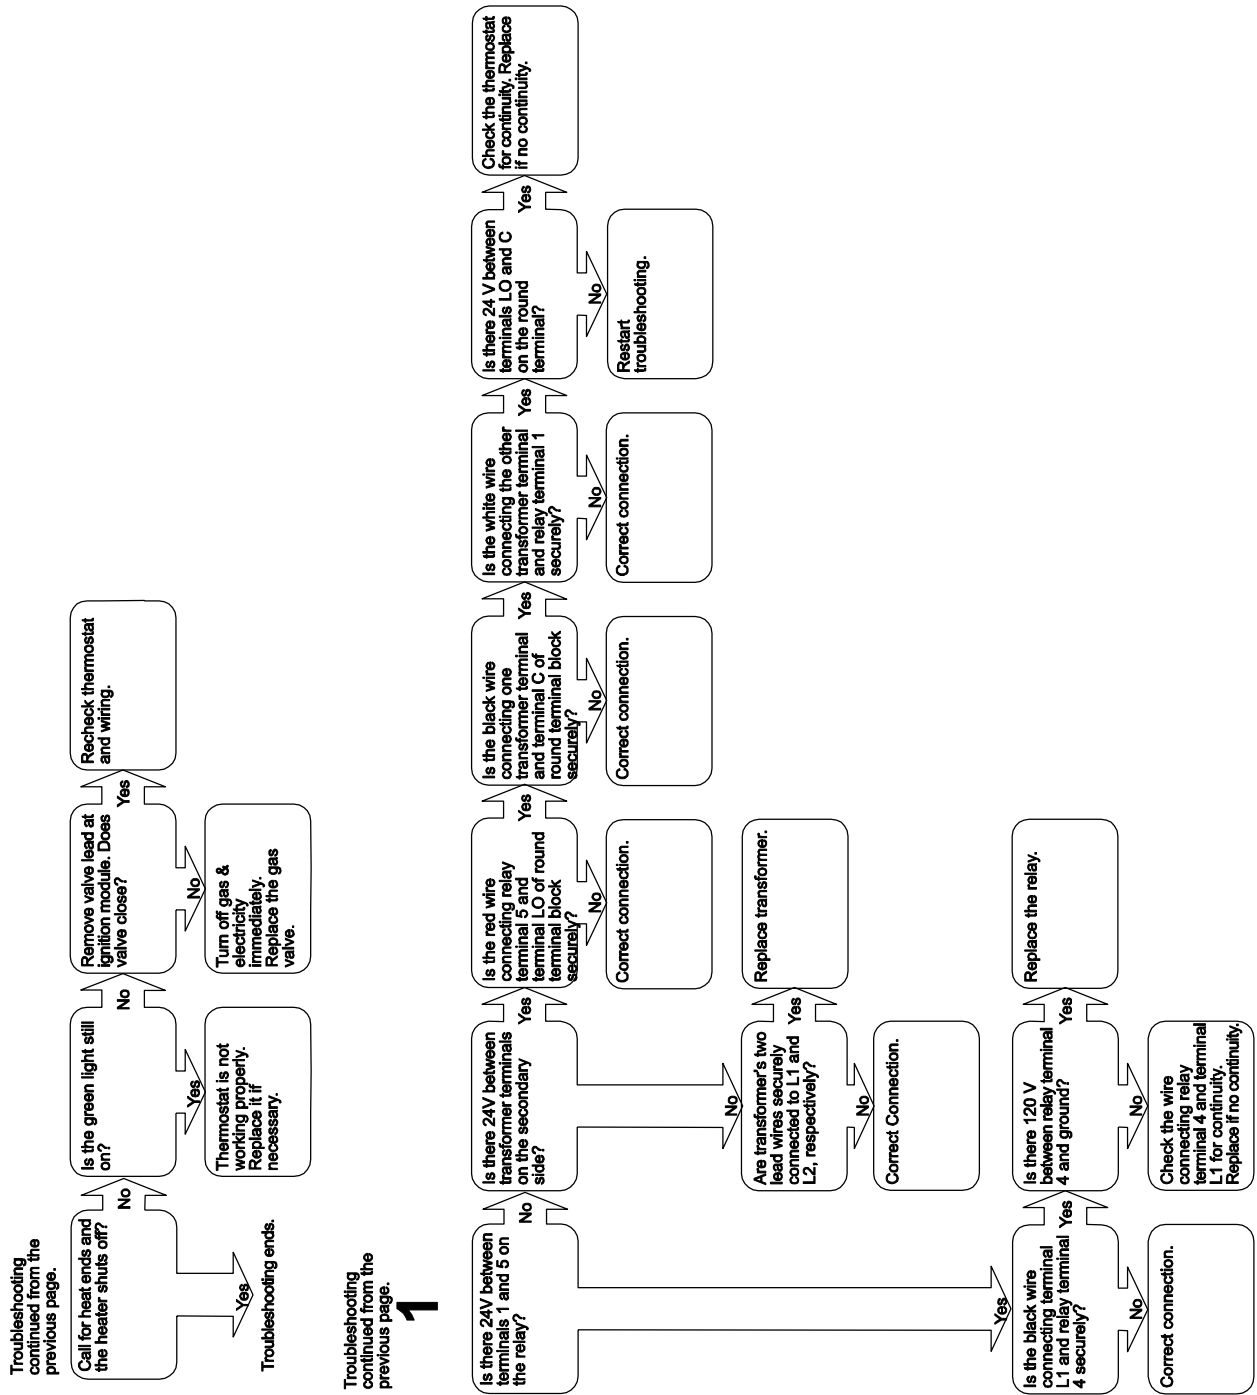 Troubleshooting
continued from the
previous page.
Call for heat ends and
the heater shuts off?
No
Is the green light still
on?
No
Remove valve lead at
ignition module. Does
valve close?
Yes
Recheck thermostat
and wiring.
Yes
Troubleshooting ends.
Yes
Thermostat is not
working properly.
Replace it if
necessary.
No
Turn off gas &
electricity
immediately.
Replace the gas
valve.
Troubleshooting
continued from the
previous page.
1
Is there 24V between
terminals 1 and 5 on
the relay?
No
Is there 24V between
transformer terminals
on the secondary
side?
Yes
Is the red wire
connecting relay
terminal 5 and
terminal LO of round
terminal block
securely?
Yes
Is the black wire
connecting one
transformer terminal
and terminal C of
round terminal block
securely?
Yes
Is the white wire
connecting the other
transformer terminal
and relay terminal 1
securely?
Yes
Is there 24 V between
terminals LO and C
on the round
terminal?
Yes
Check the thermostat
for continuity. Replace
if no continuity.
No
Correct connection.
No
Correct connection.
No
Correct connection.
No
Restart
troubleshooting.
No
Are transformer's two
lead wires securely
connected to L1 and
L2, respectively?
Yes
Replace transformer.
No
Correct Connection.
Yes
Is the black wire
connecting terminal
L1 and relay terminal
4 securely?
Yes
Is there 120 V
between relay terminal
4 and ground?
Yes
Replace the relay.
No
Correct connection.
No
Check the wire
connecting relay
terminal 4 and terminal
L1 for continuity.
Replace if no continuity.